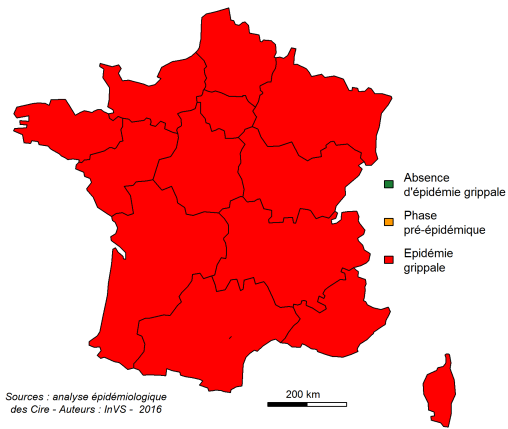 Absence
d'épidémie grippale
Phase
pré-épidémique
Epidémie
grippale
Sources : analyse épidémiologique
des Cire - Auteurs : InVS - 2016
200 km